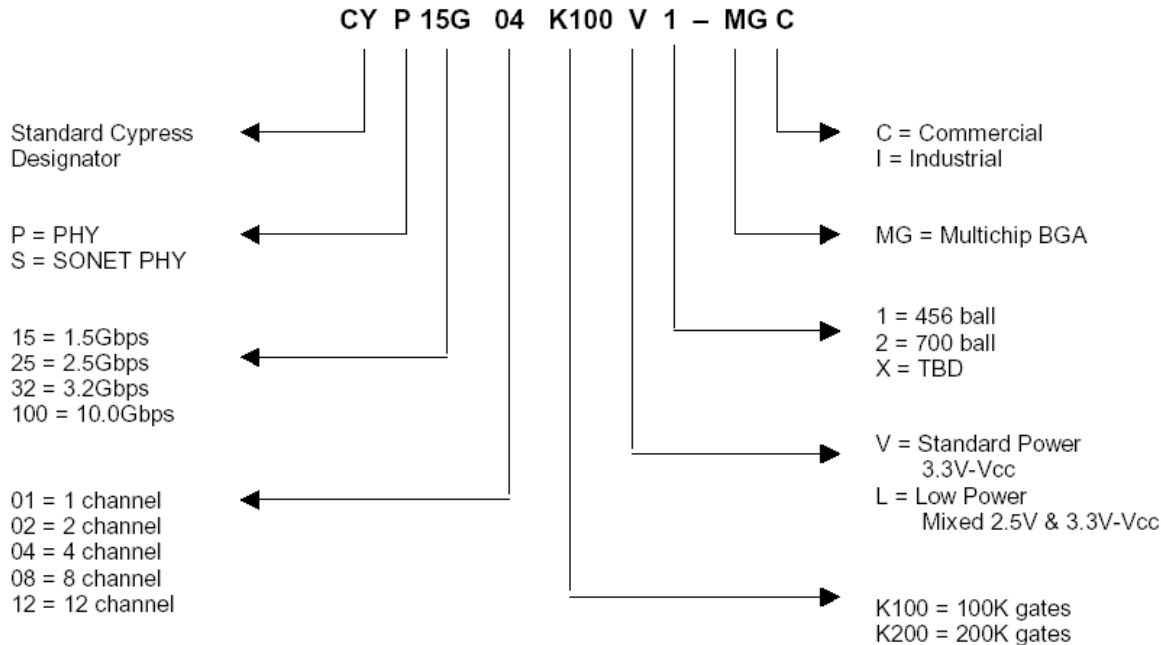 CY P 15G 04 K100 V 1 – MG C
Standard Cypress
Designator
P = PHY
S = SONET PHY
15 = 1.5Gbps
25 = 2.5Gbps
32 = 3.2Gbps
100 = 10.0Gbps
01 = 1 channel
02 = 2 channel
04 = 4 channel
08 = 8 channel
12 = 12 channel
C = Commercial
I = Industrial
MG = Multichip BGA
1 = 456 ball
2 = 700 ball
X = TBD
V = Standard Power
3.3V-Vcc
L = Low Power
Mixed 2.5V & 3.3V-Vcc
K100 = 100K gates
K200 = 200K gates